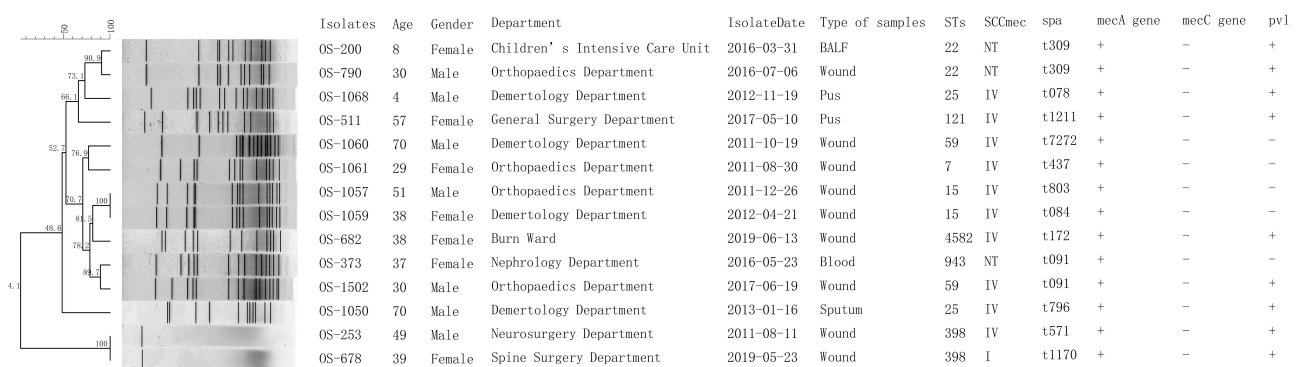 -50
100
Isolates Age Gender Department IsolateDate Type of samples STs SCCmec spa mecA gene mecC gene pvl
OS-200 8 Female Children's Intensive Care Unit 2016-03-31 BALF 22 NT t309 + - +
90.9
OS-790 30 Male Orthopaedics Department 2016-07-06 Wound 22 NT t309 + - +
73.1
OS-1068 4 Male Demertology Department 2012-11-19 Pus 25 IV t078 + - +
66.1
OS-511 57 Female General Surgery Department 2017-05-10 Pus 121 IV t1211 + - +
OS-1060 70 Male Demertology Department 2011-10-19 Wound 59 IV t7272 + - -
52.7
76.9
OS-1061 29 Female Orthopaedics Department 2011-08-30 Wound 7 IV t437 + - -
OS-1057 51 Male Orthopaedics Department 2011-12-26 Wound 15 IV t803 + - -
70.7
100
OS-1059 38 Female Demertology Department 2012-04-21 Wound 15 IV t084 + - -
81.5
48.6
OS-682 38 Female Burn Ward 2019-06-13 Wound 4582 IV t172 + - +
78.2
OS-373 37 Female Nephrology Department 2016-05-23 Blood 943 NT t091 + - -
89.7
OS-1502 30 Male Orthopaedics Department 2017-06-19 Wound 59 IV t091 + - +
4.1
OS-1050 70 Male Demertology Department 2013-01-16 Sputum 25 IV t796 + - +
OS-253 49 Male Neurosurgery Department 2011-08-11 Wound 398 IV t571 + - +
100
OS-678 39 Female Spine Surgery Department 2019-05-23 Wound 398 I t1170 + - +